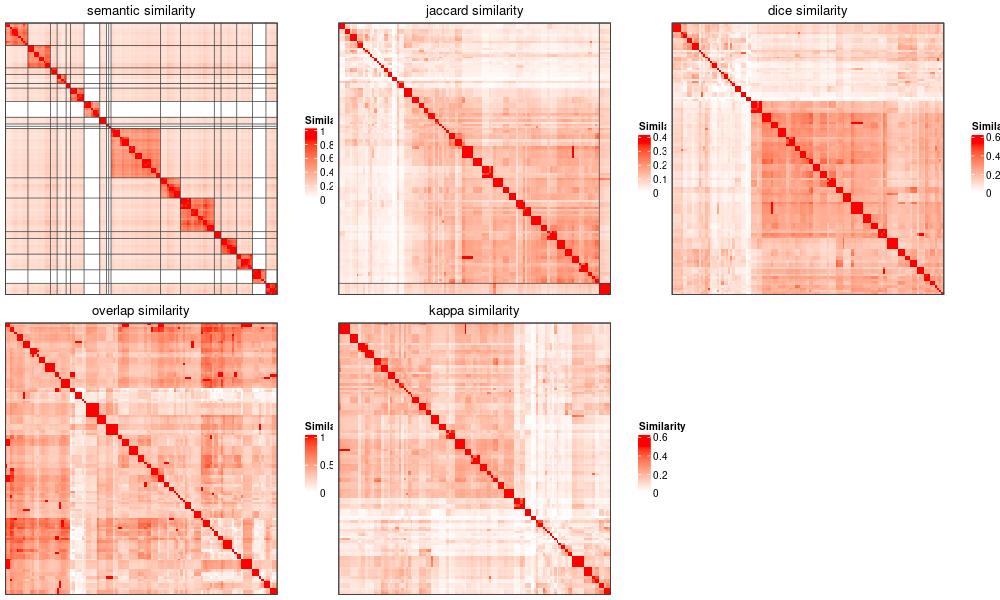 semantic similarity
jaccard similarity
dice similarity
Simila
1
0.8
0.6
0.4
0.2
0
Simila
0.4
0.3
0.2
0.1
0
Simila
0.6
0.4
0.2
0
overlap similarity
kappa similarity
Simila
1
0.5
0
Similarity
0.6
0.4
0.2
0